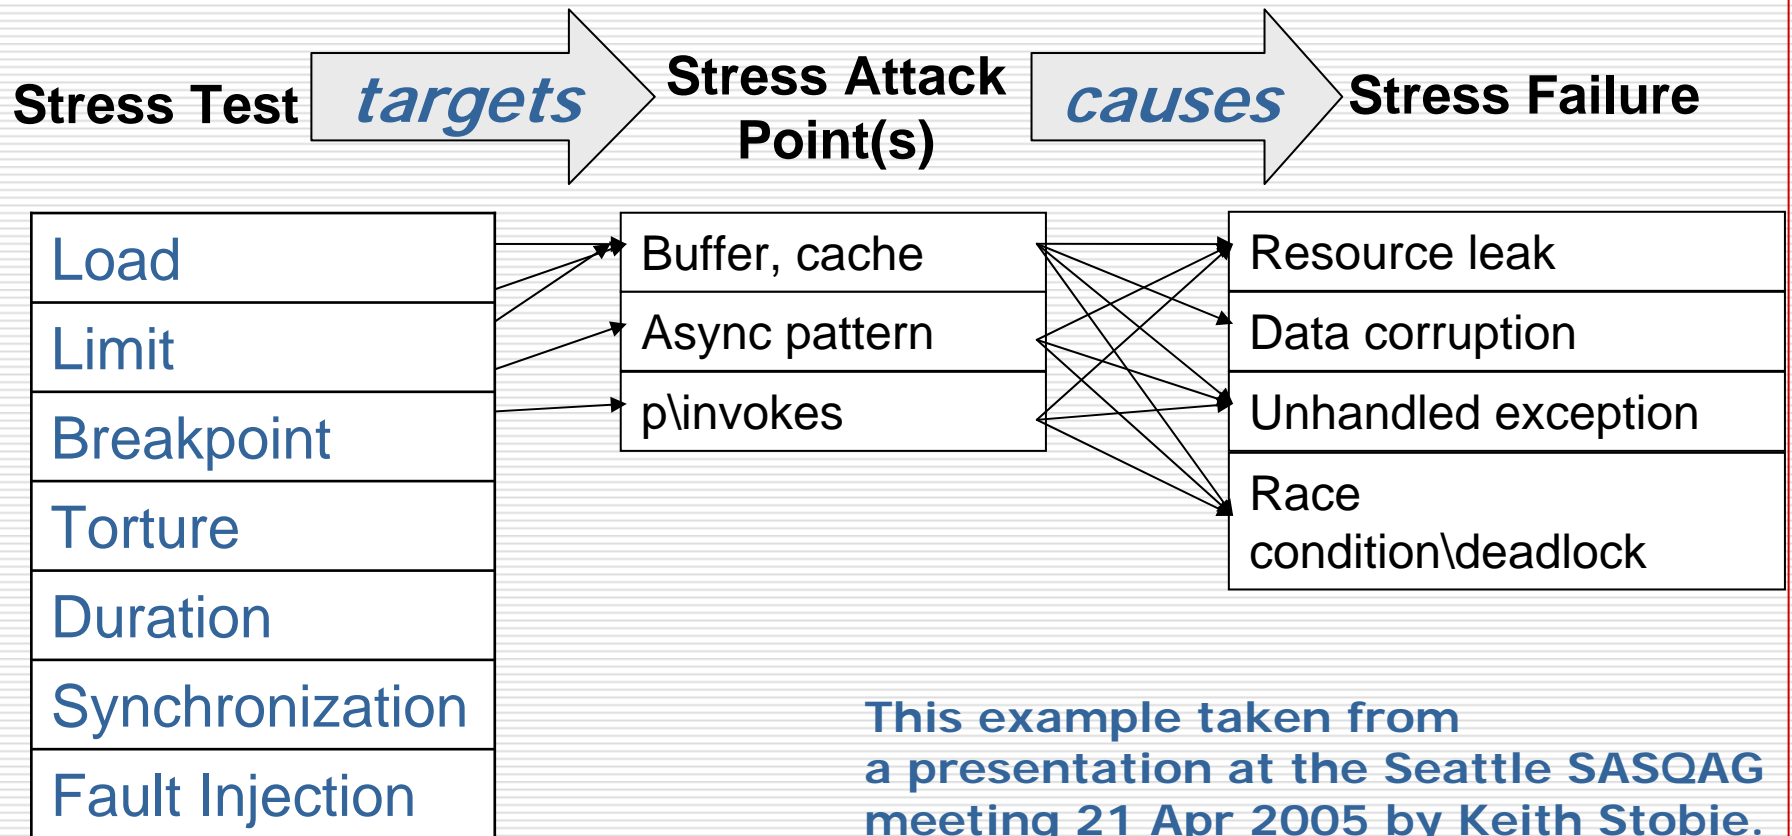 Stress Test
targets
Stress Attack
Point(s)
causes
Stress Failure
Load
Limit
Breakpoint
Torture
Duration
Synchronization
Fault Injection
Buffer, cache
Async pattern
p\invokes
Resource leak
Data corruption
Unhandled exception
Race
condition\deadlock
This example taken from
a presentation at the Seattle SASQAG
meeting 21 Apr 2005 by Keith Stobie.